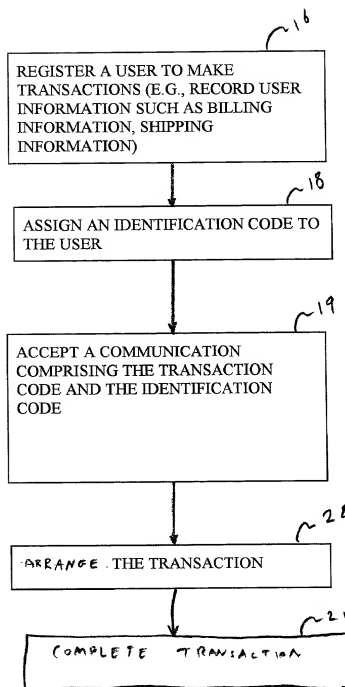 16
REGISTER A USER TO MAKE
TRANSACTIONS (E.G., RECORD USER
INFORMATION SUCH AS BILLING
INFORMATION, SHIPPING
INFORMATION)
18
ASSIGN AN IDENTIFICATION CODE TO
THE USER
19
ACCEPT A COMMUNICATION
COMPRISING THE TRANSACTION
CODE AND THE IDENTIFICATION
CODE
ARRANGE THE TRANSACTION
COMPLETE TRANSACTION